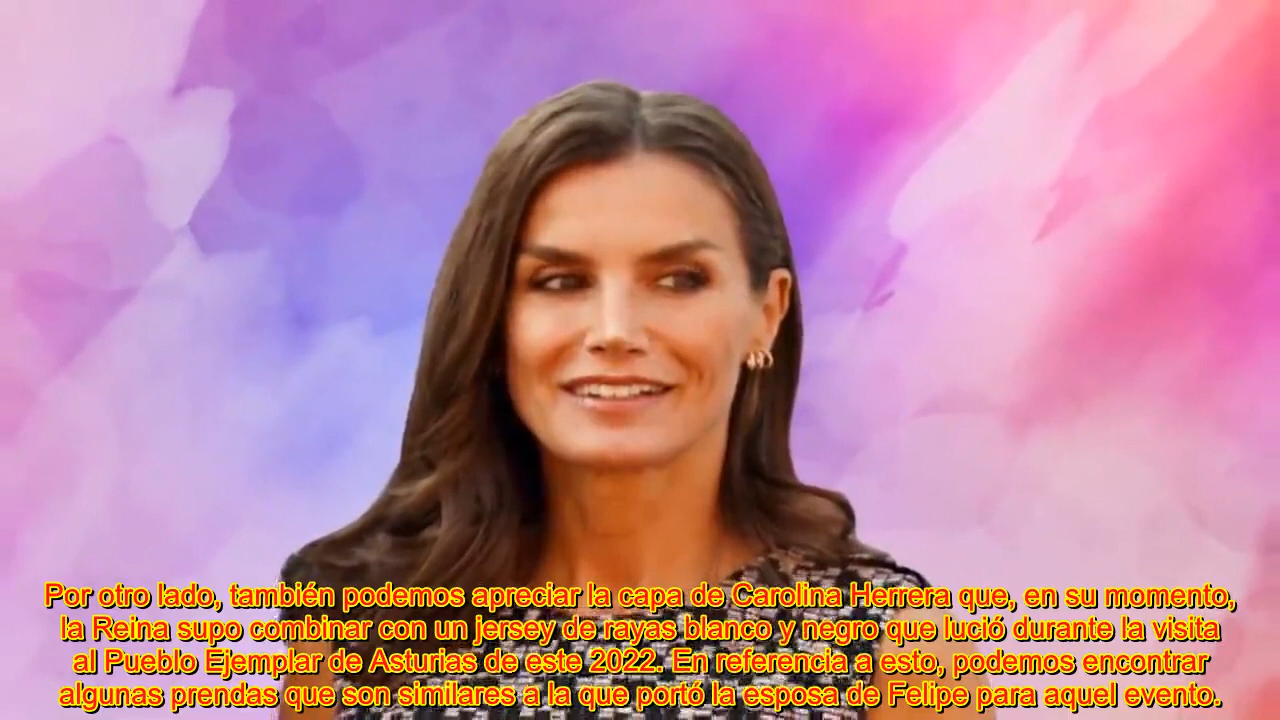 Por otro lado, también podemos apreciar la capa de Carolina Herrera que, en su momento,
la Reina supo combinar con un jersey de rayas blanco y negro que lució durante la visita
al Pueblo Ejemplar de Asturias de este 2022. En referencia a esto, podemos encontrar
algunas prendas que son similares a la que portó la esposa de Felipe para aquel evento.